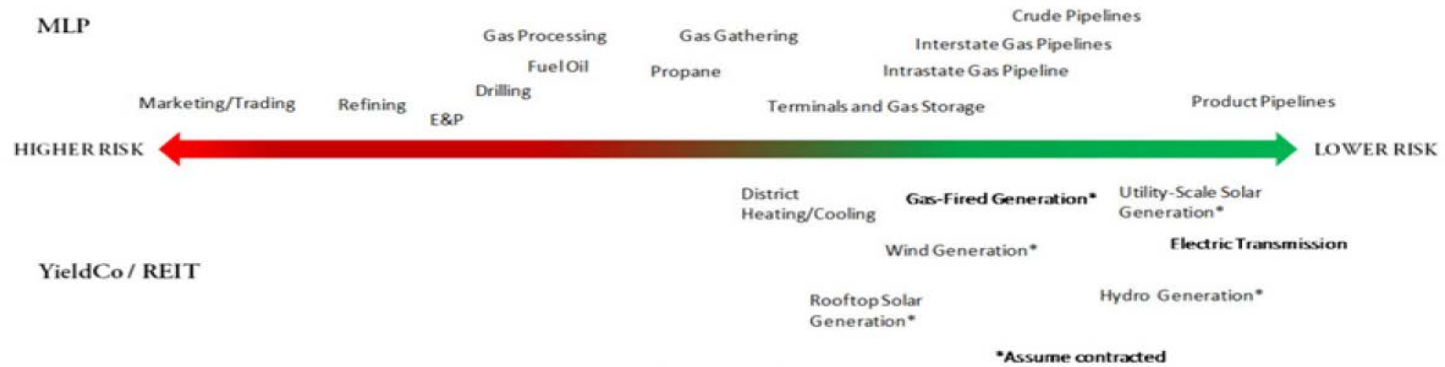 MLP
Crude Pipelines
Gas Processing
Gas Gathering
Interstate Gas Pipelines
Fuel Oil
Propane
Intrastate Gas Pipeline
Drilling
Marketing/Trading
Refining
E&P
Terminals and Gas Storage
Product Pipelines
HIGHER RISK
LOWER RISK
District
Heating/Cooling
Gas-Fired Generation*
Utility-Scale Solar
Generation*
Wind Generation*
Electric Transmission
YieldCo / REIT
Rooftop Solar
Generation*
Hydro Generation*
*Assume contracted